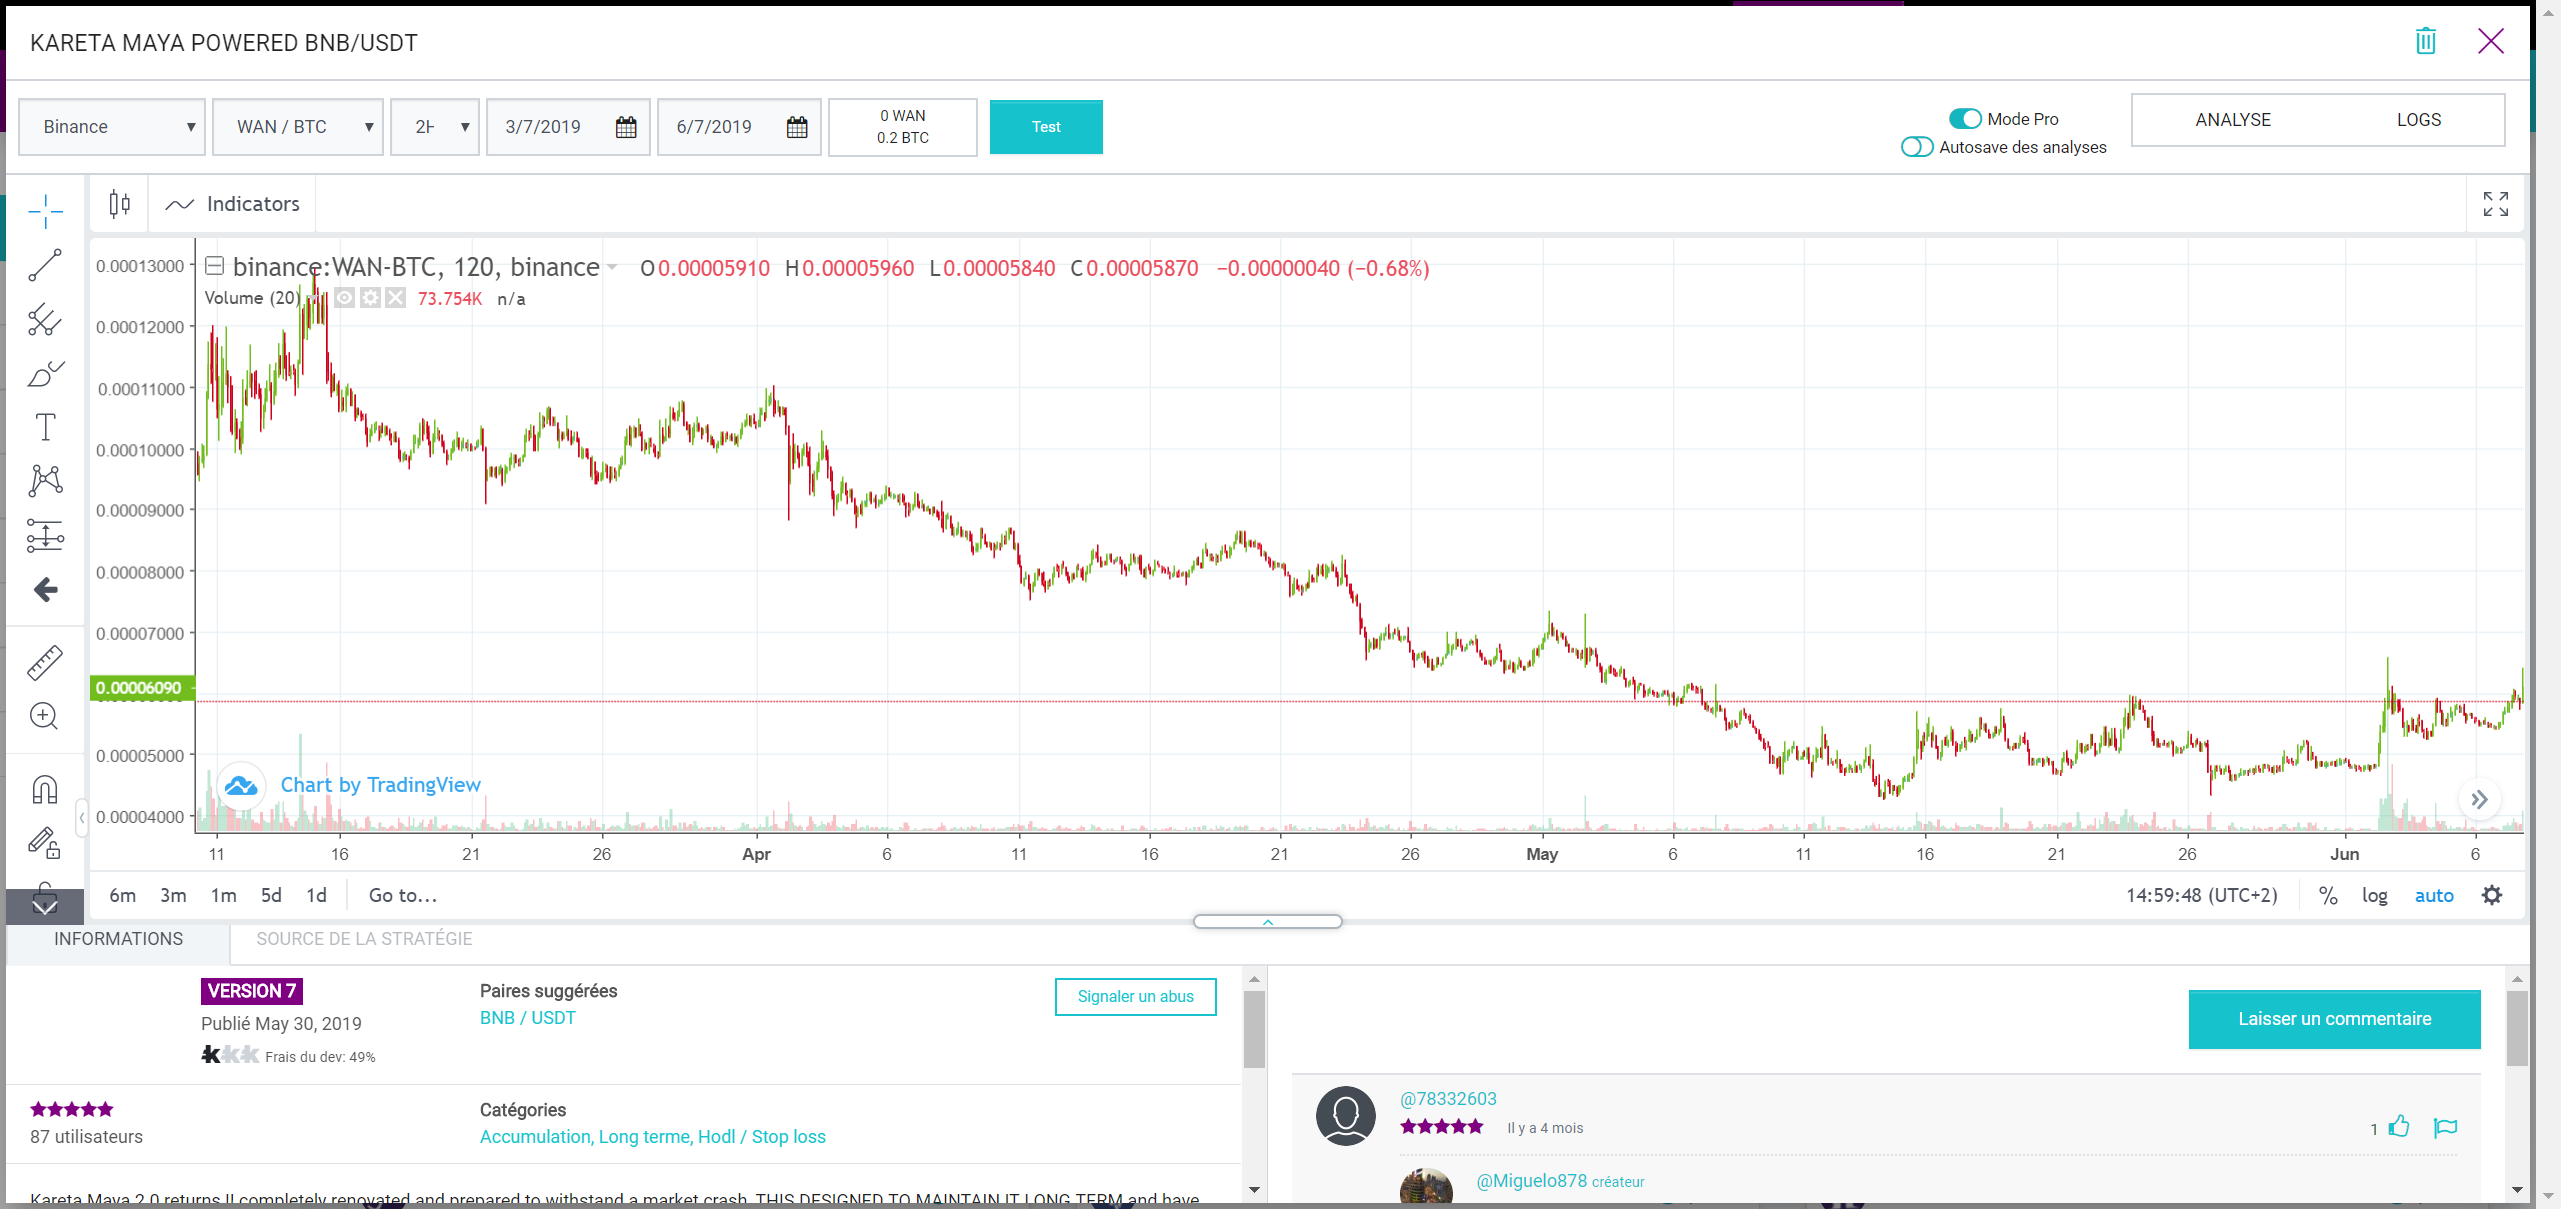 KARETA MAYA POWERED BNB/USDT
Binance WAN / BTC 3/7/2019 6/7/2019
0 WAN
0.2 BTC
Test
Mode Pro
Autosave des analyses
ANALYSE LOGS
Indicators
binance:WAN-BTC, 120, binance O0.00005910 H0.00005960 L0.00005840 C0.00005870 −0.00000040 (−0.68%)
Volume (20) 73.754K n/a
0.00013000
0.00012000
0.00011000
0.00010000
0.00009000
0.00008000
0.00007000
0.00006090
0.00005000
0.00004000
Chart by TradingView
11 16 21 26 Apr 6 11 16 21 26 May 6 11 16 21 26 Jun 6
6m 3m 1m 5d 1d Go to... 14:59:48 (UTC+2) % log auto
INFORMATIONS SOURCE DE LA STRATÉGIE
VERSION 7
Publié May 30, 2019
Frais du dev: 49%
Paires suggérées
BNB / USDT
Signaler un abus
87 utilisateurs
Catégories
Accumulation, Long terme, Hodl / Stop loss
Kareta Maya 2.0 returns !! completely renovated and prepared to withstand a market crash. THIS DESIGNED TO MAINTAIN IT LONG TERM and have
Laisser un commentaire
@78332603
Il y a 4 mois
1
@Miguelo878 créateur